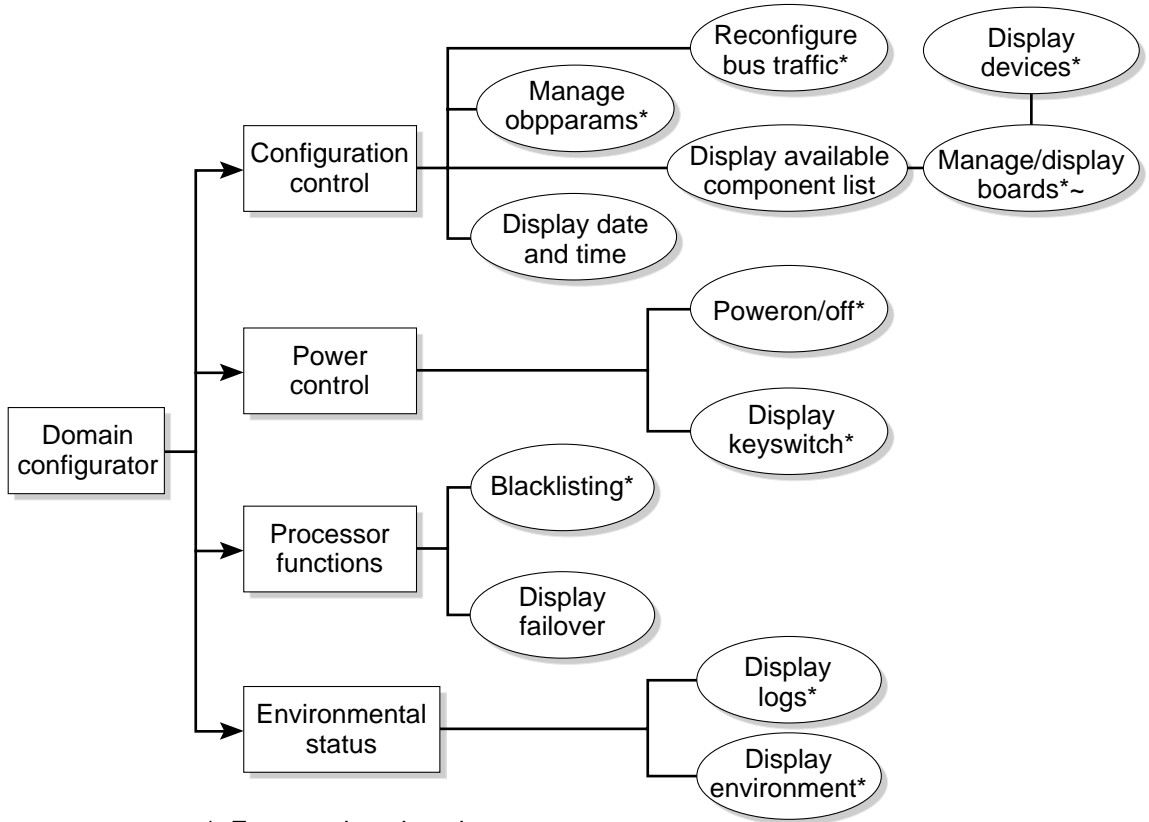 Reconfigure
bus traffic*
Display
devices*
Manage
obpparams*
Configuration
control
Display available
component list
Manage/display
boards*~
Display date
and time
Poweron/off*
Power
control
Display
keyswitch*
Domain
configurator
Blacklisting*
Processor
functions
Display
failover
Display
logs*
Environmental
status
Display
environment*